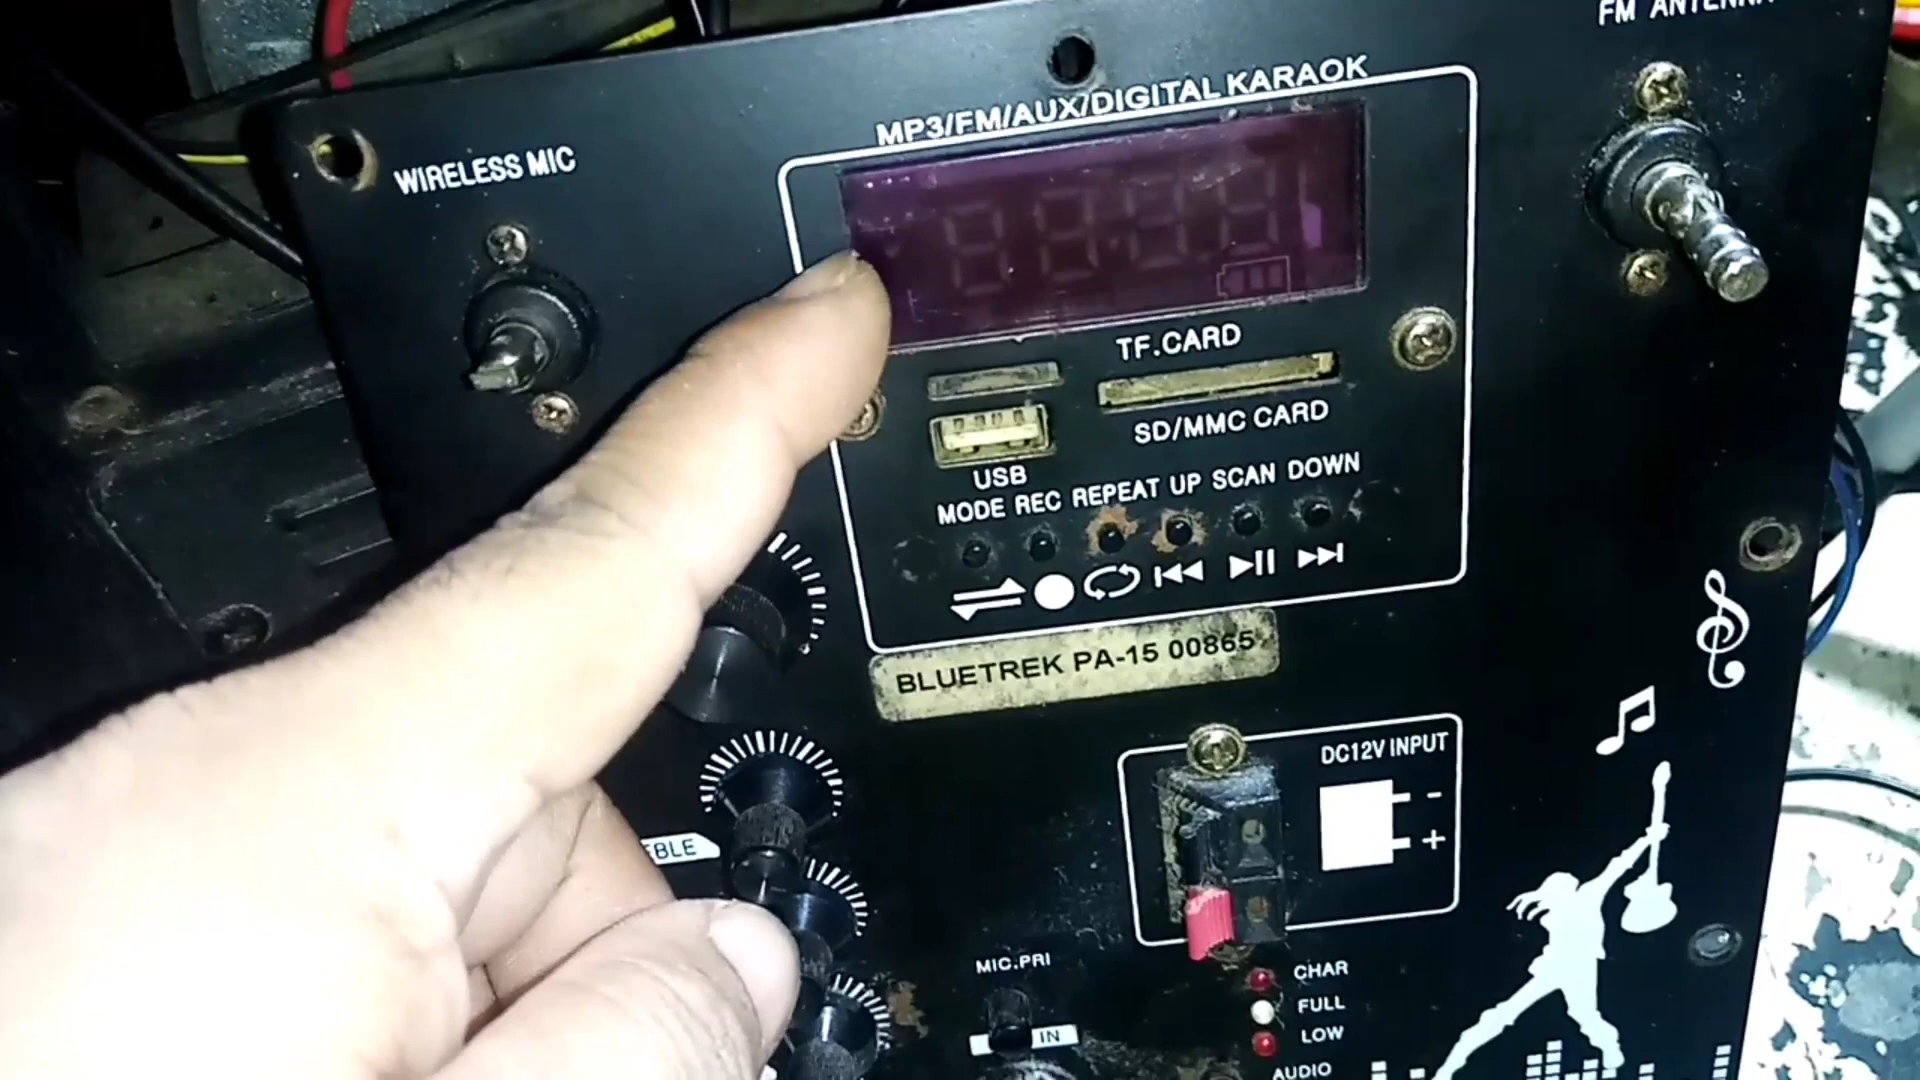 FM ANTENNA
MP3/FM/AUX/DIGITAL KARAOK
WIRELESS MIC
TF.CARD
SD/MMC CARD
USB
MODE REC REPEAT UP SCAN DOWN
BLUETREK PA-15 00865
DC12V INPUT
-
+
EBLE
MIC.PRI
IN
CHAR
FULL
LOW
AUDIO